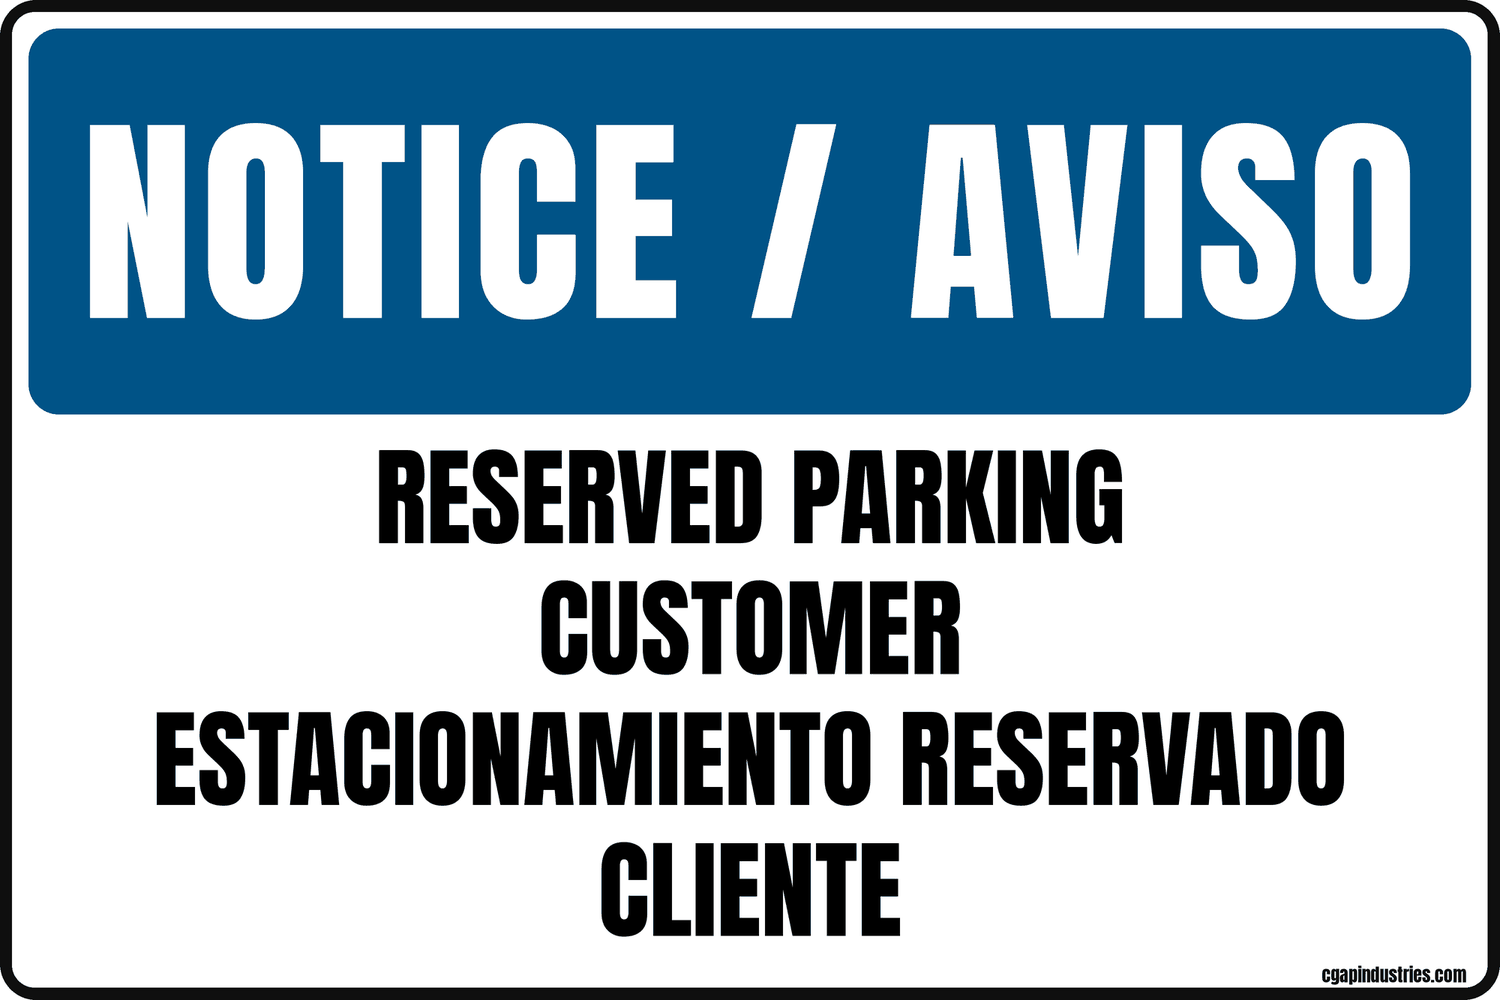 NOTICE / AVISO
RESERVED PARKING
CUSTOMER
ESTACIONAMIENTO RESERVADO
CLIENTE
cgapindustries.com